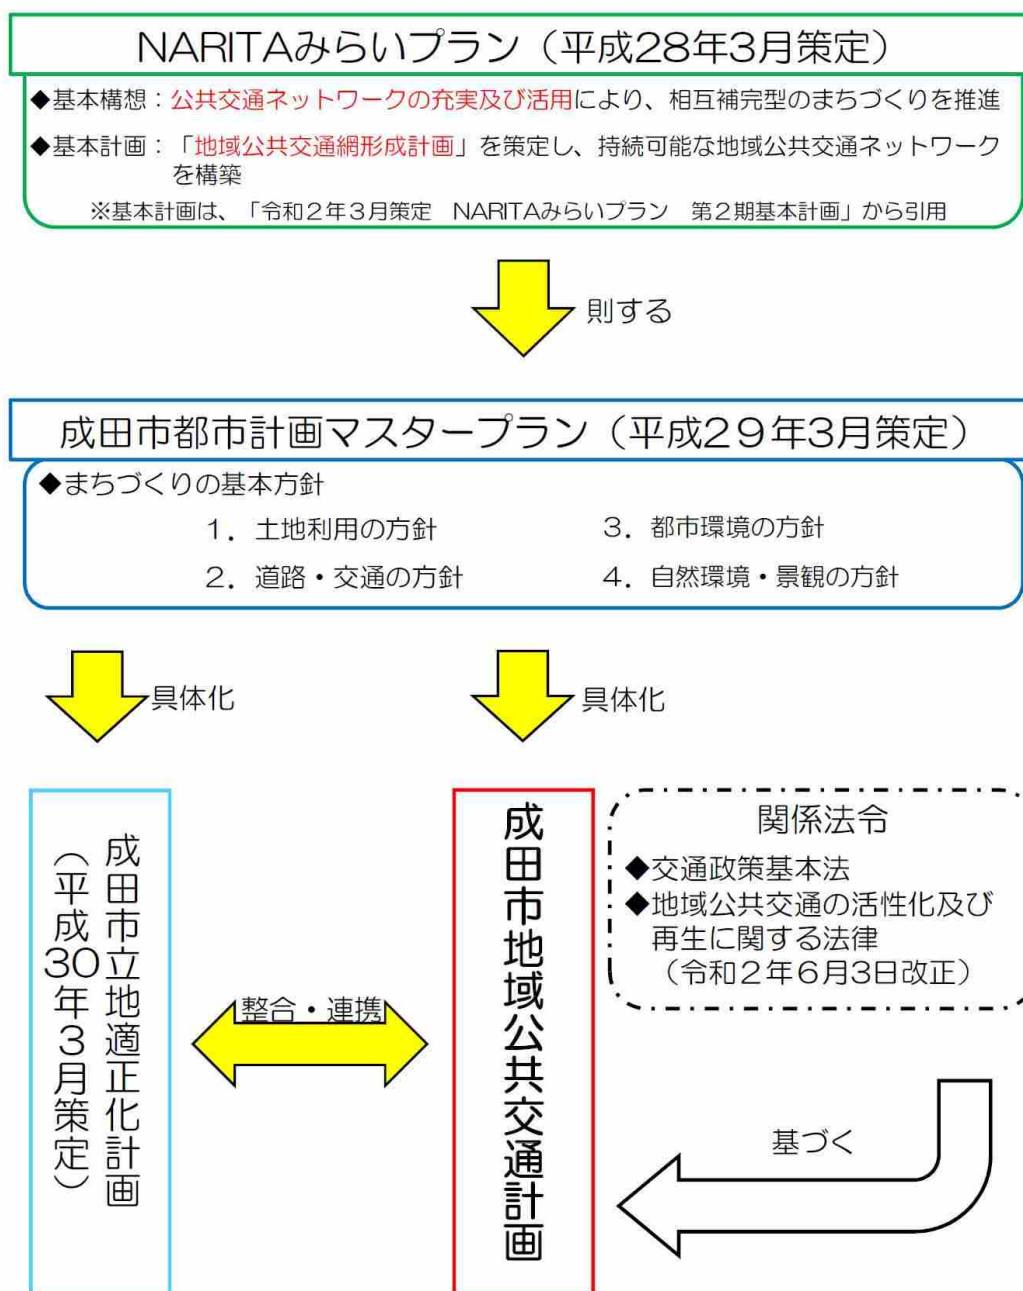 NARITAみらいプラン（平成28年3月策定）
◆基本構想：公共交通ネットワークの充実及び活用により、相互補完型のまちづくりを推進
◆基本計画：「地域公共交通網形成計画」を策定し、持続可能な地域公共交通ネットワーク
を構築
※基本計画は、「令和２年３月策定　NARITAみらいプラン　第２期基本計画」から引用
則する
成田市都市計画マスタープラン（平成２９年３月策定）
◆まちづくりの基本方針
１．土地利用の方針
２．道路・交通の方針
３．都市環境の方針
４．自然環境・景観の方針
具体化
具体化
成田市立地適正化計画
（平成30年３月策定）
整合・連携
成田市地域公共交通計画
関係法令
◆交通政策基本法
◆地域公共交通の活性化及び
再生に関する法律
（令和２年６月３日改正）
基づく